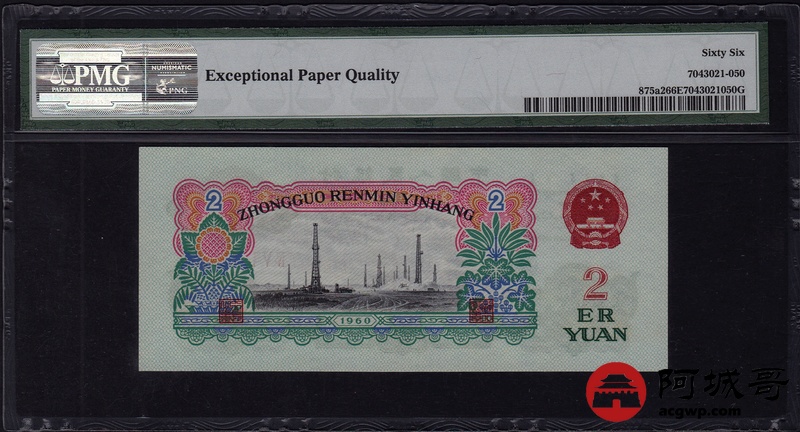 PMG
PAPER MONEY GUARANTY
NUMISMATIC
PNG
Exceptional Paper Quality
Sixty Six
7043021-050
875a266E7043021050G
2
ZHONGGUO RENMIN YINHANG
2
1960
2
ER
YUAN
阿城哥
acgwp.com